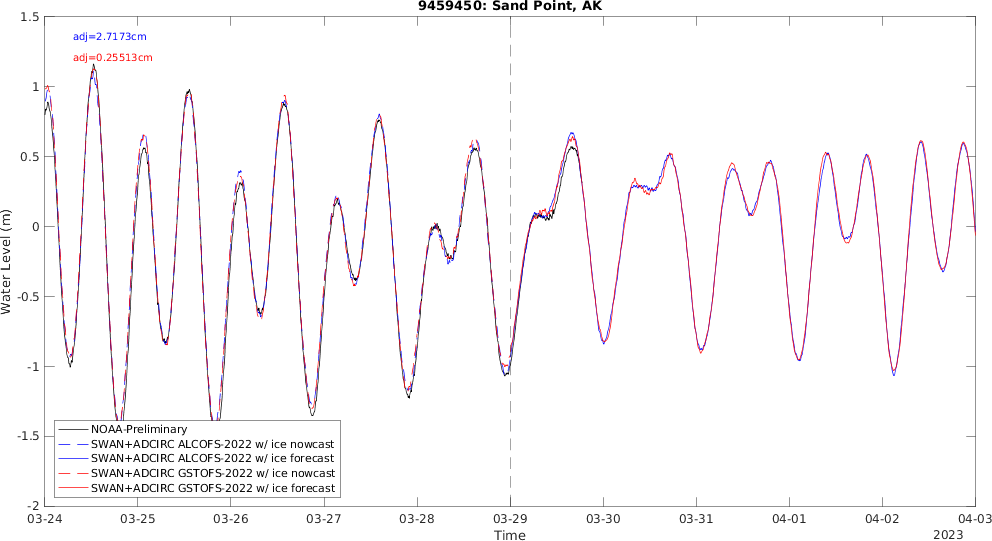 9459450: Sand Point, AK
adj=2.7173cm
adj=0.25513cm
Water Level (m)
1.5
1
0.5
0
-0.5
-1
-1.5
-2
NOAA-Preliminary
SWAN+ADCIRC ALCOFS-2022 w/ ice nowcast
SWAN+ADCIRC ALCOFS-2022 w/ ice forecast
SWAN+ADCIRC GSTOFS-2022 w/ ice nowcast
SWAN+ADCIRC GSTOFS-2022 w/ ice forecast
03-24 03-25 03-26 03-27 03-28 03-29 03-30 03-31 04-01 04-02 04-03
Time
2023